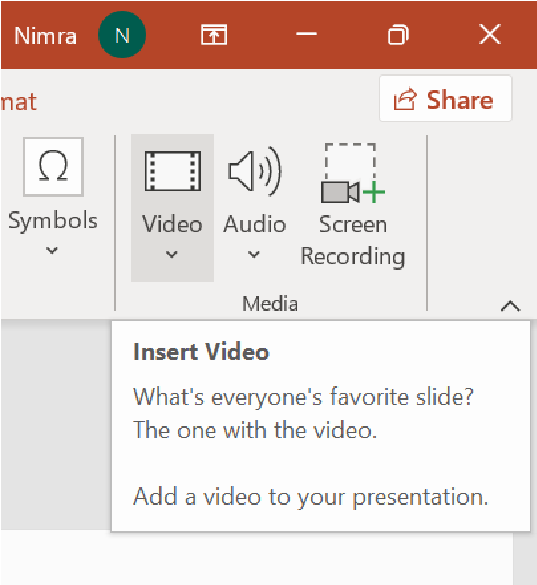 Nimra N
mat
Share
Symbols
Video
Audio
Screen
Recording
Media
Insert Video
What's everyone's favorite slide?
The one with the video.
Add a video to your presentation.